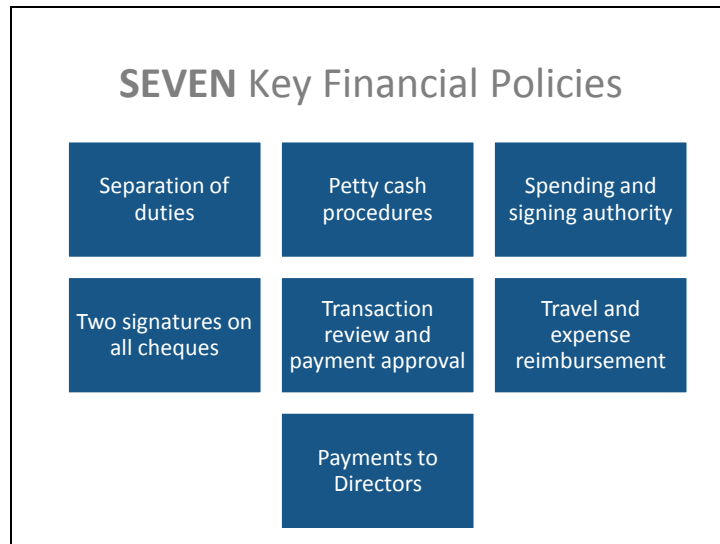 SEVEN Key Financial Policies
Separation of
duties
Petty cash
procedures
Spending and
signing authority
Two signatures on
all cheques
Transaction
review and
payment approval
Travel and
expense
reimbursement
Payments to
Directors